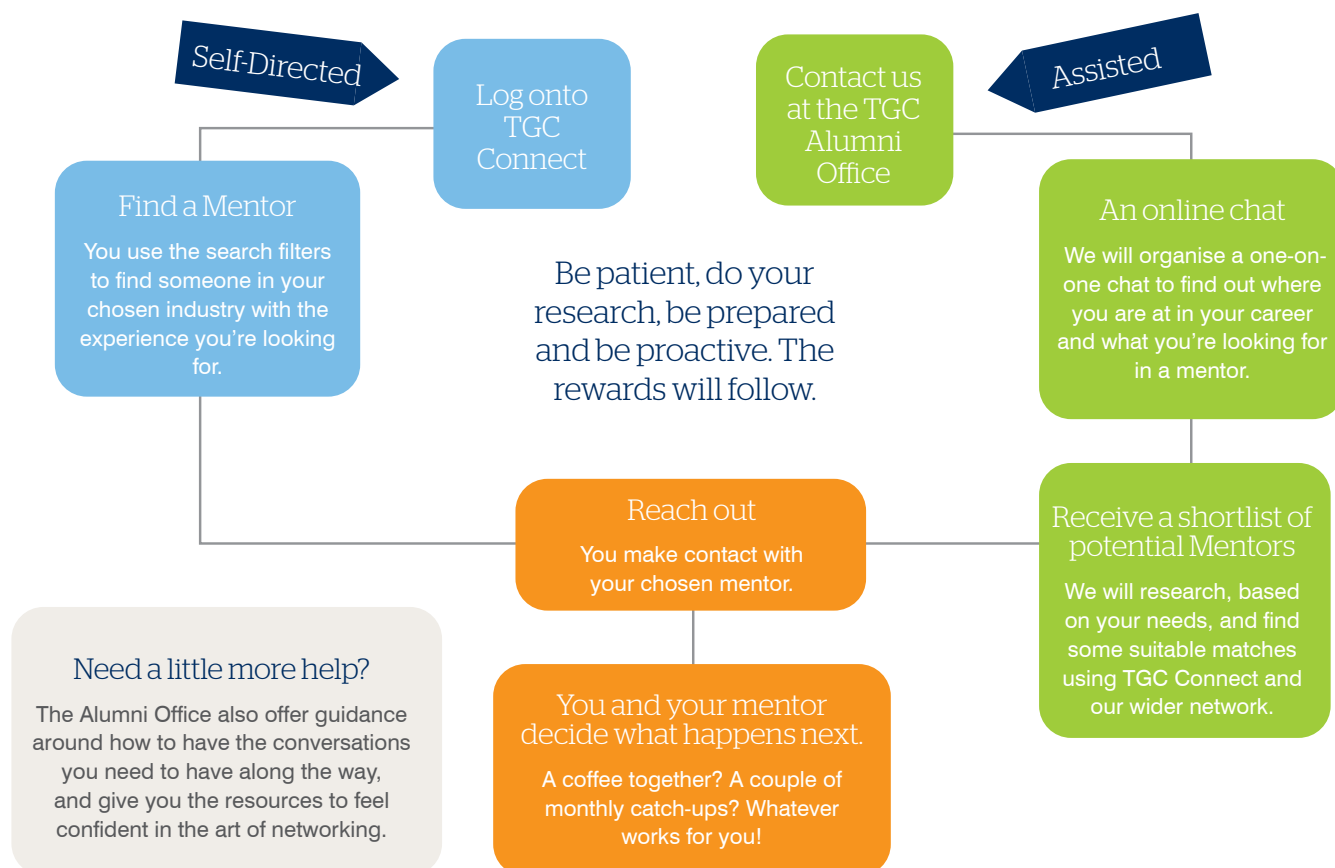 Self-Directed
Log onto
TGC
Connect
Contact us
at the TGC
Alumni
Office
Assisted
Find a Mentor
You use the search filters
to find someone in your
chosen industry with the
experience you’re looking
for.
Be patient, do your
research, be prepared
and be proactive. The
rewards will follow.
An online chat
We will organise a one-on-
one chat to find out where
you are at in your career
and what you’re looking for
in a mentor.
Receive a shortlist of
potential Mentors
We will research, based
on your needs, and find
some suitable matches
using TGC Connect and
our wider network.
Reach out
You make contact with
your chosen mentor.
You and your mentor
decide what happens next.
A coffee together? A couple of
monthly catch-ups? Whatever
works for you!
Need a little more help?
The Alumni Office also offer guidance
around how to have the conversations
you need to have along the way,
and give you the resources to feel
confident in the art of networking.